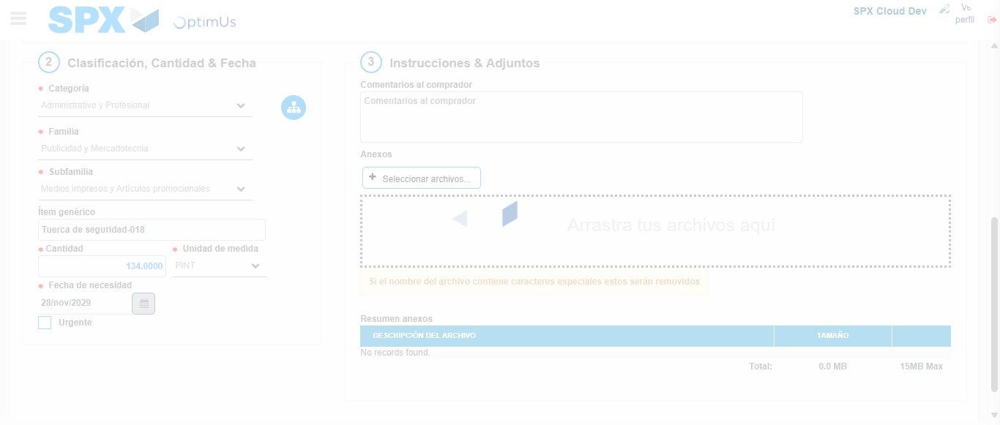 SPX
OptimUs
SPX Cloud Dev
Ve
perfil
2 Clasificación, Cantidad & Fecha
* Categoría
Administrativo y Profesional
* Familia
Publicidad y Mercadotecnia
* Subfamilia
Medios impresos y Artículos promocionales
Ítem genérico
Tuerca de seguridad-018
* Cantidad
* Unidad de medida
134.0000
PINT
* Fecha de necesidad
28/nov/2029
Urgente
3 Instrucciones & Adjuntos
Comentarios al comprador
Comentarios al comprador
Anexos
+ Seleccionar archivos...
Arrastra tus archivos aquí
Si el nombre del archivo contiene caracteres especiales estos serán removidos
Resumen anexos
DESCRIPCIÓN DEL ARCHIVO TAMAÑO
No records found.
Total: 0.0 MB 15MB Max